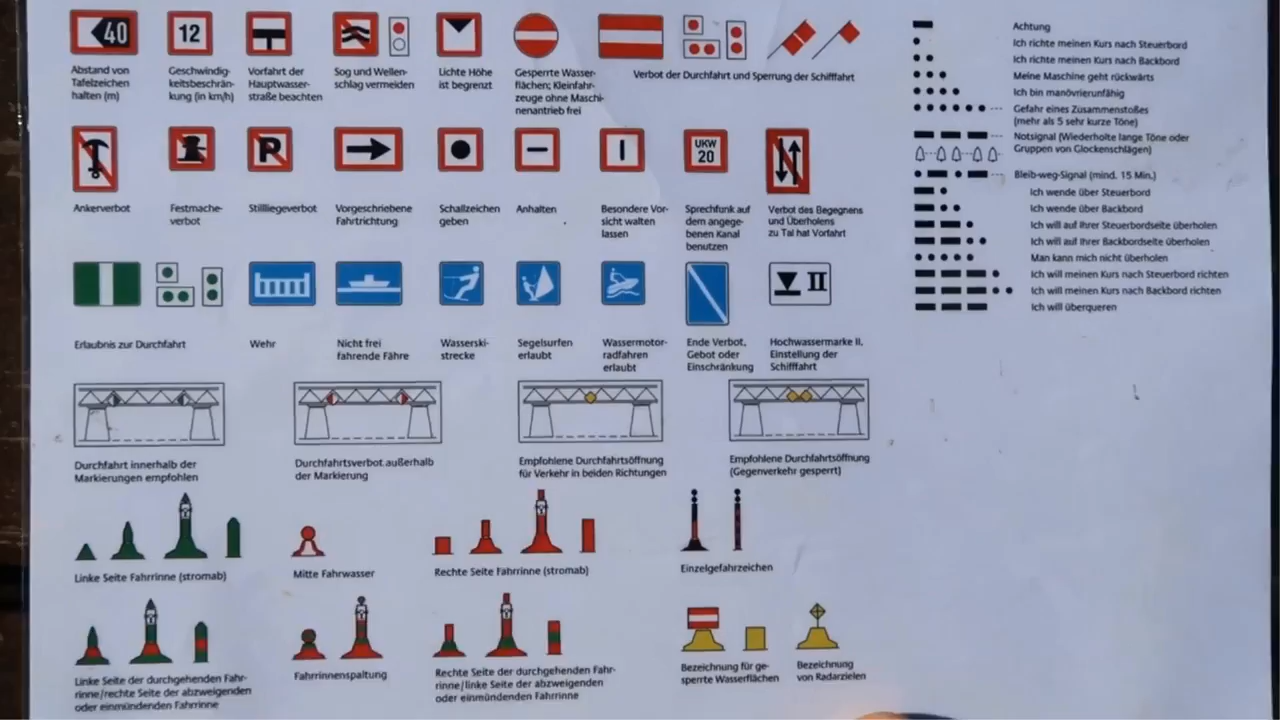 40
Abstand von
Tafelzeichen
halten (m)
12
Geschwindig-
keitsbeschrän-
kung (in km/h)
Vorfahrt der
Hauptwasser-
straße beachten
Sog und Wellen-
schlag vermeiden
Lichte Höhe
ist begrenzt
Gesperrte Wasser-
flächen; Kleinfahr-
zeuge ohne Maschi-
nenantrieb frei
Verbot der Durchfahrt und Sperrung der Schifffahrt
Ankerverbot
Festmache-
verbot
P
Stillliegeverbot
Vorgeschriebene
Fahrtrichtung
Schallzeichen
geben
Anhalten
Besondere Vor-
sicht walten
lassen
UKW
20
Sprechfunk auf
dem angege-
benen Kanal
benutzen
Verbot des Begegnens
und Überholens
zu Tal hat Vorfahrt
Erlaubnis zur Durchfahrt
Wehr
Nicht frei
fahrende Fähre
Wasserski-
strecke
Segelsurfen
erlaubt
Wassermotor-
radfahren
erlaubt
Ende Verbot,
Gebot oder
Einschränkung
II
Hochwassermarke II,
Einstellung der
Schifffahrt
Durchfahrt innerhalb der
Markierungen empfohlen
Durchfahrtsverbot außerhalb
der Markierung
Empfohlene Durchfahrtsöffnung
für Verkehr in beiden Richtungen
Empfohlene Durchfahrtsöffnung
(Gegenverkehr gesperrt)
Linke Seite Fahrrinne (stromab)
Mitte Fahrwasser
Rechte Seite Fahrrinne (stromab)
Einzelgefahrzeichen
Linke Seite der durchgehenden Fahr-
rinne/rechte Seite der abzweigenden
oder einmündenden Fahrrinne
Fahrrinnenspaltung
Rechte Seite der durchgehenden Fahr-
rinne/linke Seite der abzweigenden
oder einmündenden Fahrrinne
Bezeichnung für ge-
sperrte Wasserflächen
Bezeichnung
von Radarzielen
Achtung
Ich richte meinen Kurs nach Steuerbord
Ich richte meinen Kurs nach Backbord
Meine Maschine geht rückwärts
Ich bin manövrierunfähig
Gefahr eines Zusammenstoßes
(mehr als 5 sehr kurze Töne)
Notsignal (Wiederholte lange Töne oder
Gruppen von Glockenschlägen)
Bleib-weg-Signal (mind. 15 Min.)
Ich wende über Steuerbord
Ich wende über Backbord
Ich will auf Ihrer Steuerbordseite überholen
Ich will auf Ihrer Backbordseite überholen
Man kann mich nicht überholen
Ich will meinen Kurs nach Steuerbord richten
Ich will meinen Kurs nach Backbord richten
Ich will überqueren